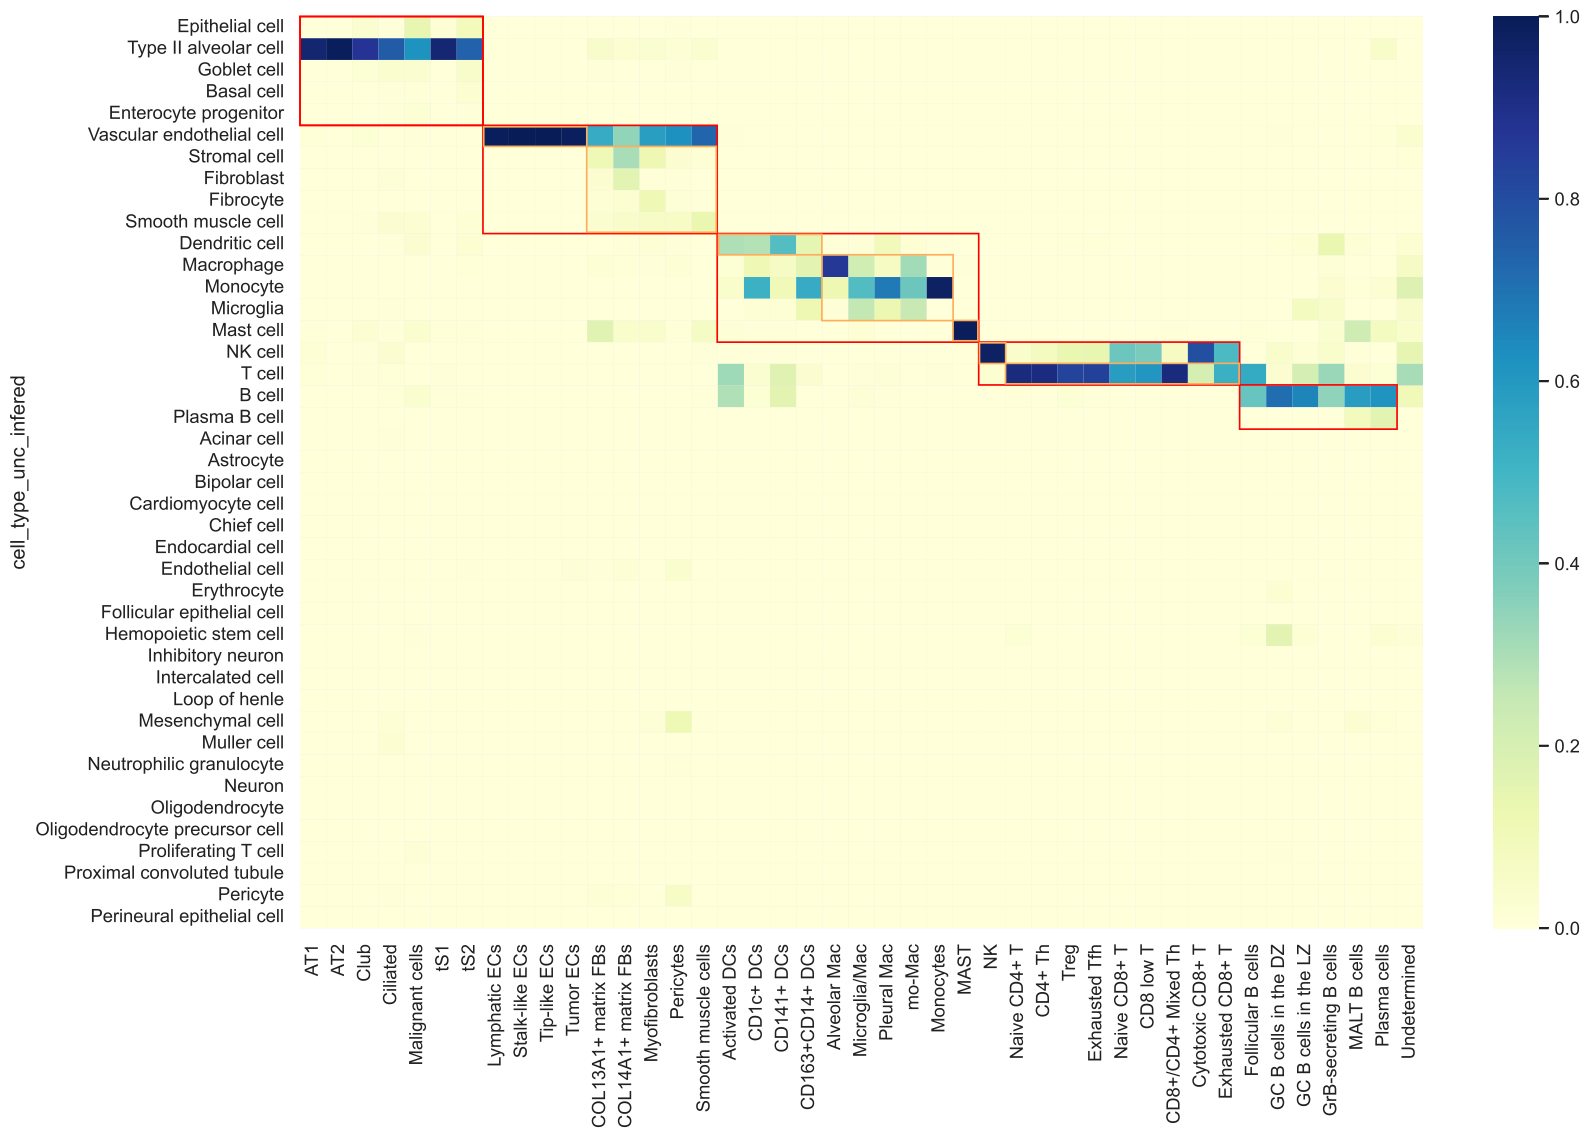 cell_type_unc_infered
Epithelial cell
Type II alveolar cell
Goblet cell
Basal cell
Enterocyte progenitor
Vascular endothelial cell
Stromal cell
Fibroblast
Fibrocyte
Smooth muscle cell
Dendritic cell
Macrophage
Monocyte
Microglia
Mast cell
NK cell
T cell
B cell
Plasma B cell
Acinar cell
Astrocyte
Bipolar cell
Cardiomyocyte cell
Chief cell
Endocardial cell
Endothelial cell
Erythrocyte
Follicular epithelial cell
Hemopoietic stem cell
Inhibitory neuron
Intercalated cell
Loop of henle
Mesenchymal cell
Muller cell
Neutrophilic granulocyte
Neuron
Oligodendrocyte
Oligodendrocyte precursor cell
Proliferating T cell
Proximal convoluted tubule
Pericyte
Perineural epithelial cell
AT1
AT2
Club
Ciliated
Malignant cells
tS1
tS2
Lymphatic ECs
Stalk-like ECs
Tip-like ECs
Tumor ECs
COL13A1+ matrix FBs
COL14A1+ matrix FBs
Myofibroblasts
Pericytes
Smooth muscle cells
Activated DCs
CD1c+ DCs
CD141+ DCs
CD163+CD14+ DCs
Alveolar Mac
Microglia/Mac
Pleural Mac
mo-Mac
Monocytes
MAST
NK
Naive CD4+ T
CD4+ Th
Treg
Exhausted Tfh
Naive CD8+ T
CD8 low T
CD8+/CD4+ Mixed Th
Cytotoxic CD8+ T
Exhausted CD8+ T
Follicular B cells
GC B cells in the DZ
GC B cells in the LZ
GrB-secreting B cells
MALT B cells
Plasma cells
Undetermined
1.0
0.8
0.6
0.4
0.2
0.0